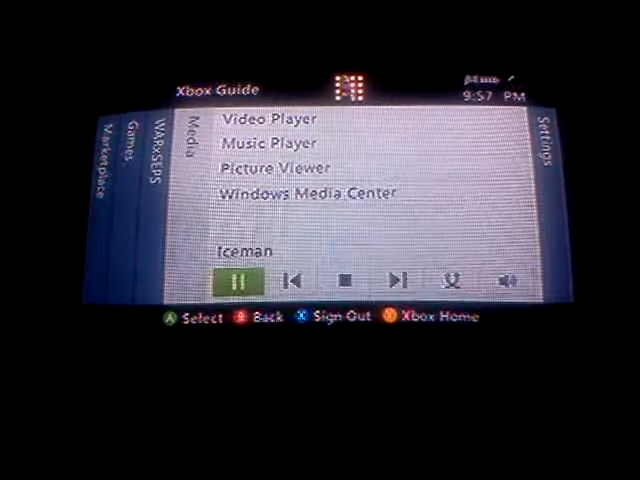 Xbox Guide
9:57 PM
Marketplace
Games
WARxSEPS
Media
Video Player
Music Player
Picture Viewer
Windows Media Center
Iceman
Settings
A Select B Back X Sign Out Y Xbox Home